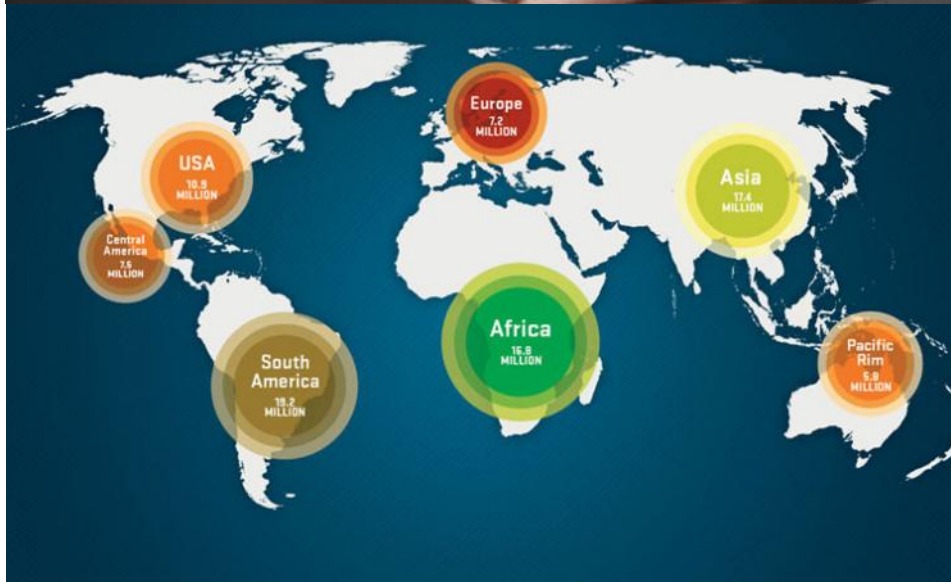 Europe
7.2
MILLION
USA
10.9
MILLION
Asia
17.4
MILLION
Central
America
7.5
MILLION
Africa
16.9
MILLION
Pacific
Rim
5.9
MILLION
South
America
19.2
MILLION